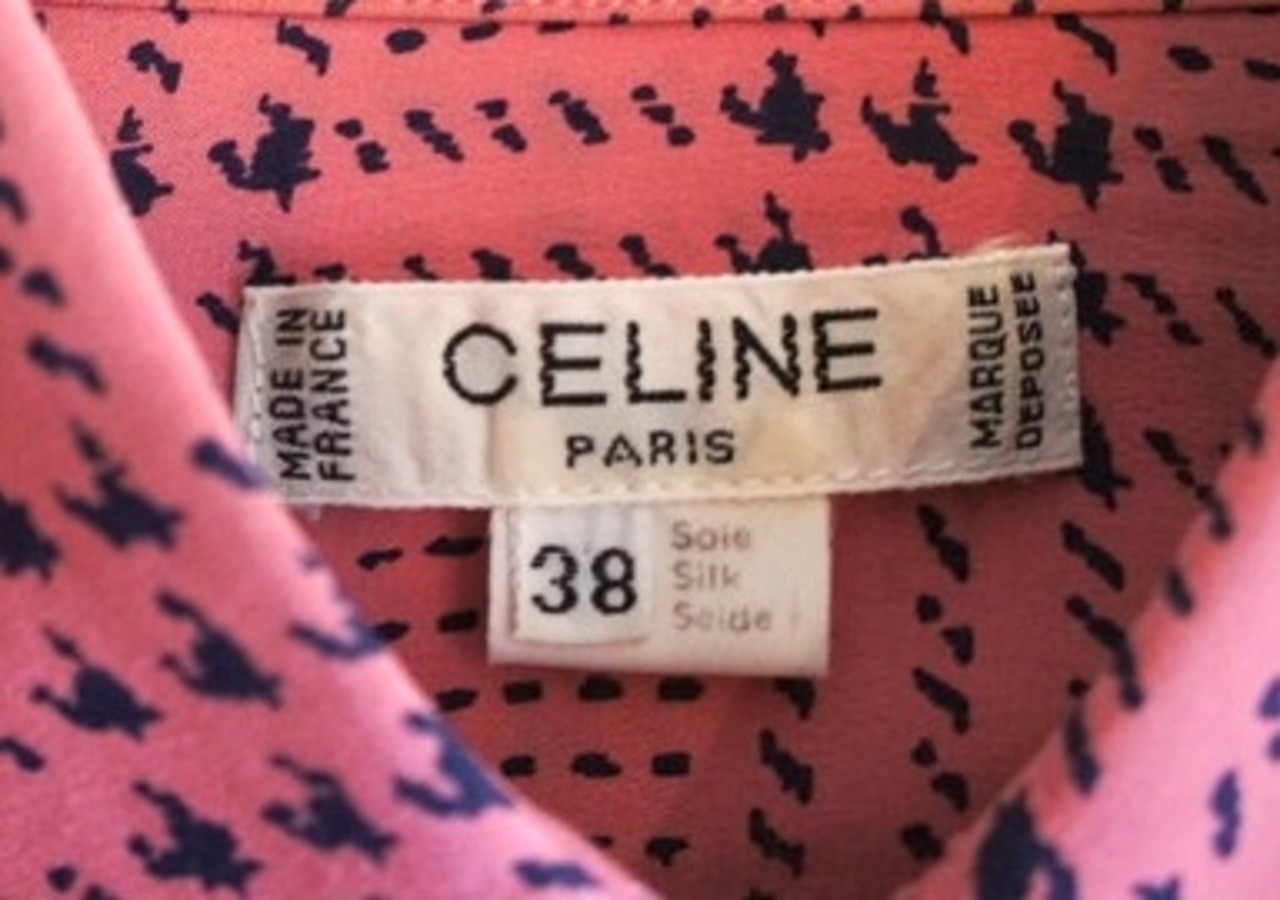 MADE IN
FRANCE
CELINE
PARIS
MARQUE
DEPOSEE
38
Soie
Silk
Seide